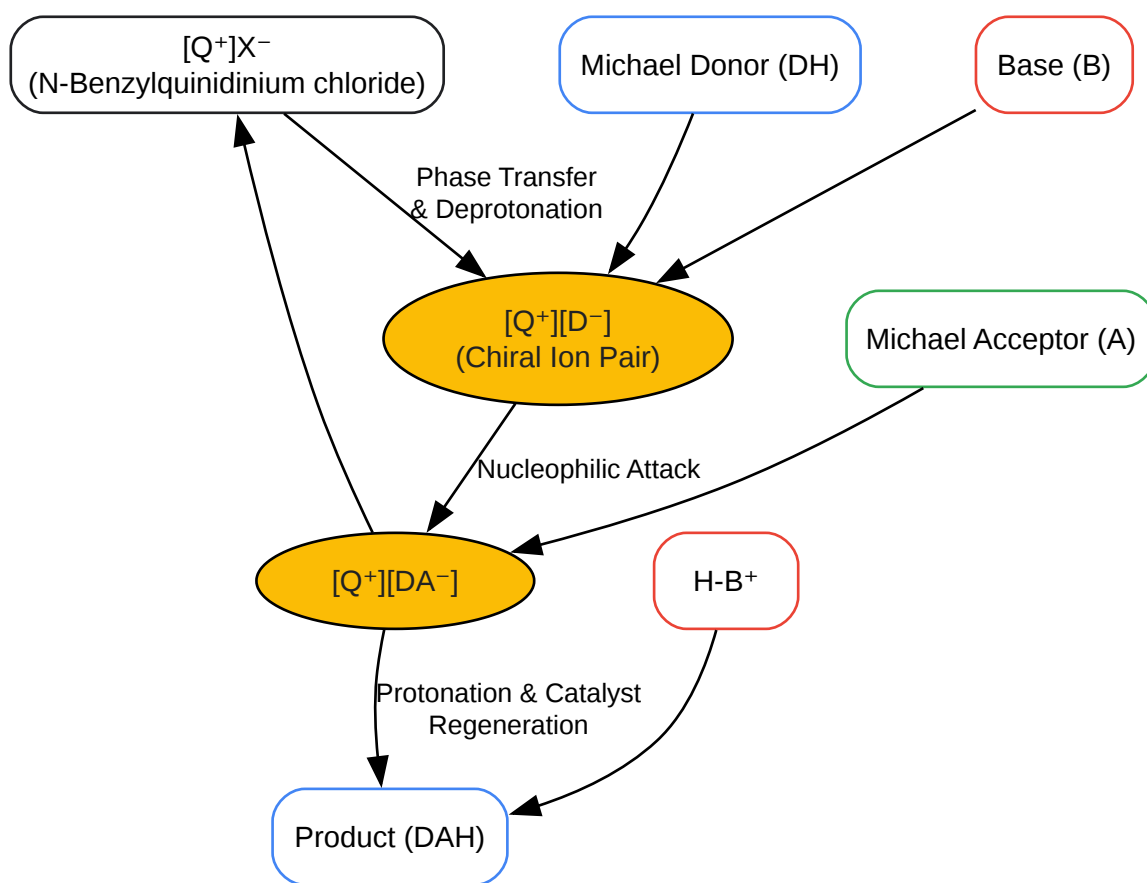 [Q⁺]X⁻
(N-Benzylquinidinium chloride)
Michael Donor (DH)
Base (B)
Phase Transfer
& Deprotonation
[Q⁺][D⁻]
(Chiral Ion Pair)
Michael Acceptor (A)
Nucleophilic Attack
[Q⁺][DA⁻]
H-B⁺
Protonation & Catalyst
Regeneration
Product (DAH)